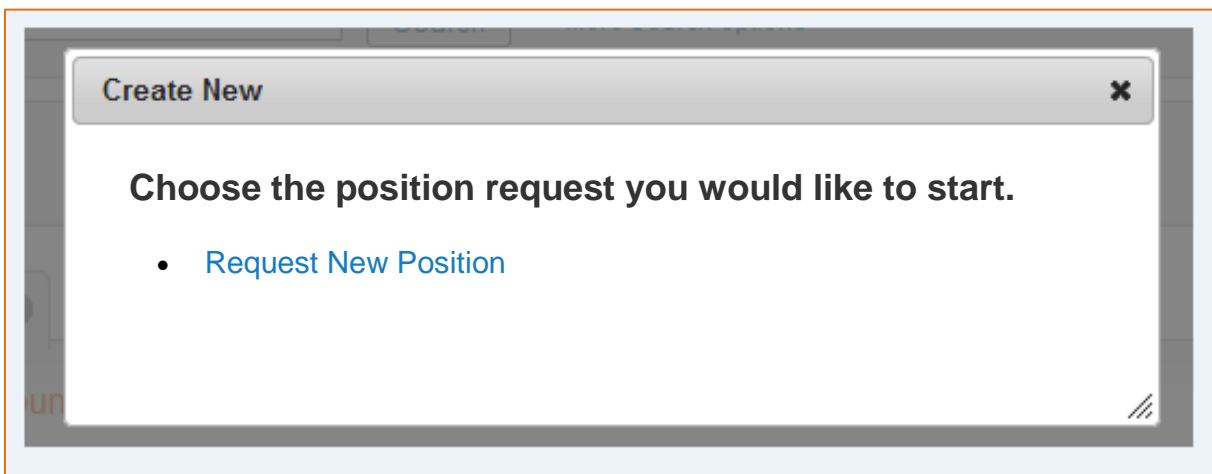 Create New
Choose the position request you would like to start.
Request New Position